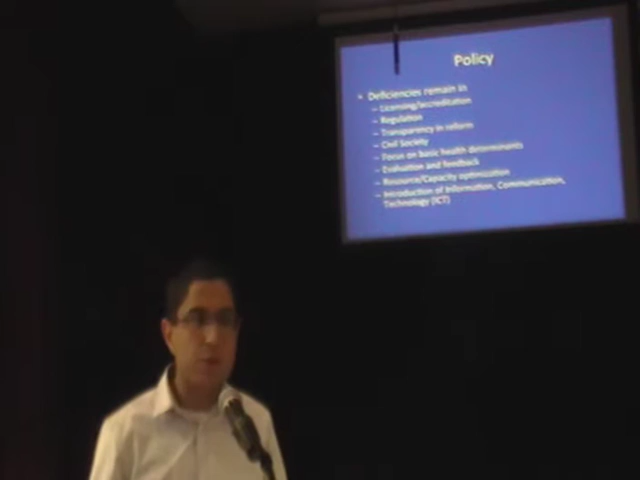 Policy
• Deficiencies remain in
– Licensing/accreditation
– Regulation
– Transparency in reform
– Civil Society
– Focus on basic health determinants
– Evaluation and feedback
– Resource/Capacity optimization
– Introduction of Information, Communication,
Technology (ICT)